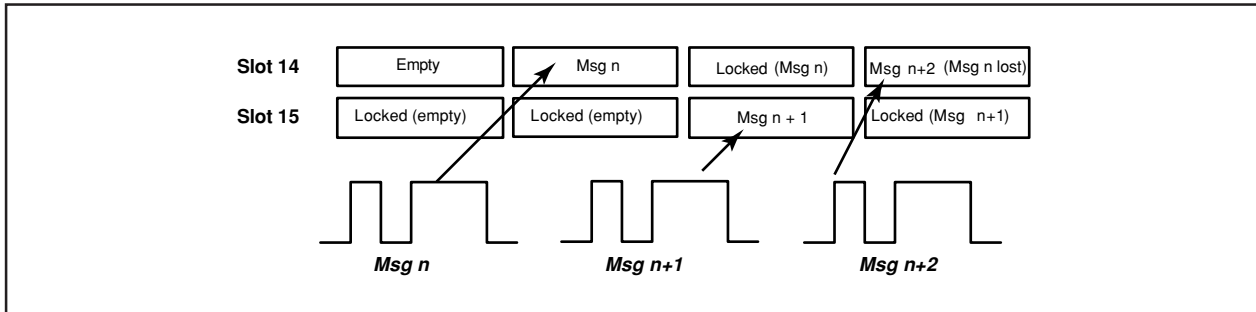 Slot 14 Empty Msg n Locked (Msg n) Msg n+2 (Msg n lost)
Slot 15 Locked (empty) Locked (empty) Msg n + 1 Locked (Msg n+1)
Msg n Msg n+1 Msg n+2